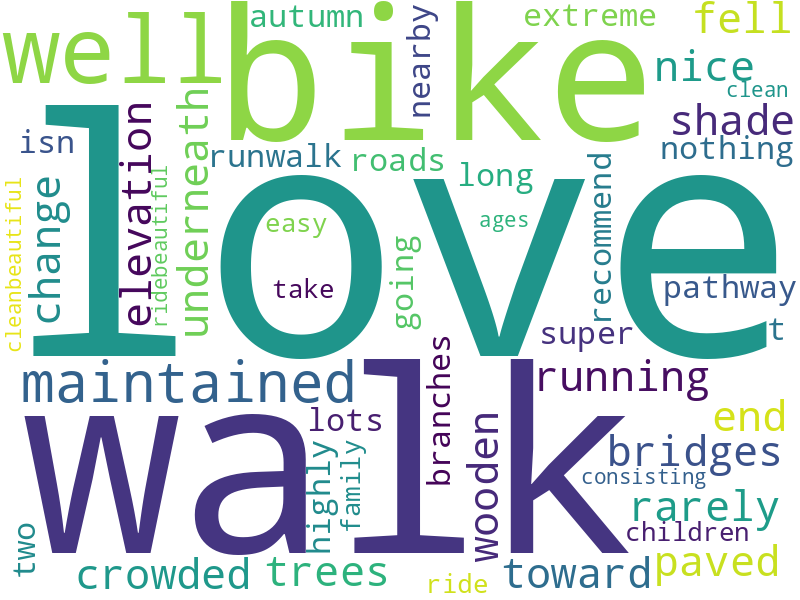 autumn
extreme
fell
well
bike
nearby
nice
clean
shade
isn
underneath
elevation
love
runwalk
roads
long
nothing
recommend
change
cleanbeautiful
ridebeautiful
easy
ages
going
take
pathway
super
t
maintained
branches
running
walk
lots
wooden
end
bridges
highly
family
consisting
rarely
two
children
crowded
trees
ride
toward
paved